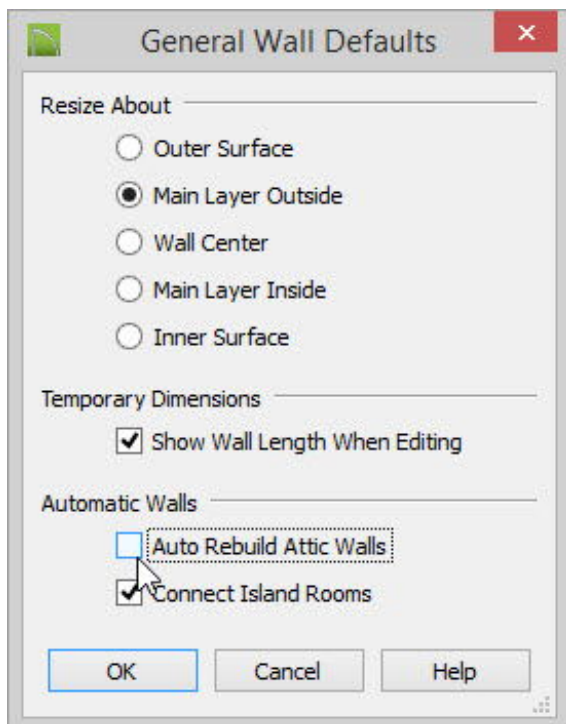 General Wall Defaults
Resize About
Outer Surface
Main Layer Outside
Wall Center
Main Layer Inside
Inner Surface
Temporary Dimensions
Show Wall Length When Editing
Automatic Walls
Auto Rebuild Attic Walls
Connect Island Rooms
OK Cancel Help